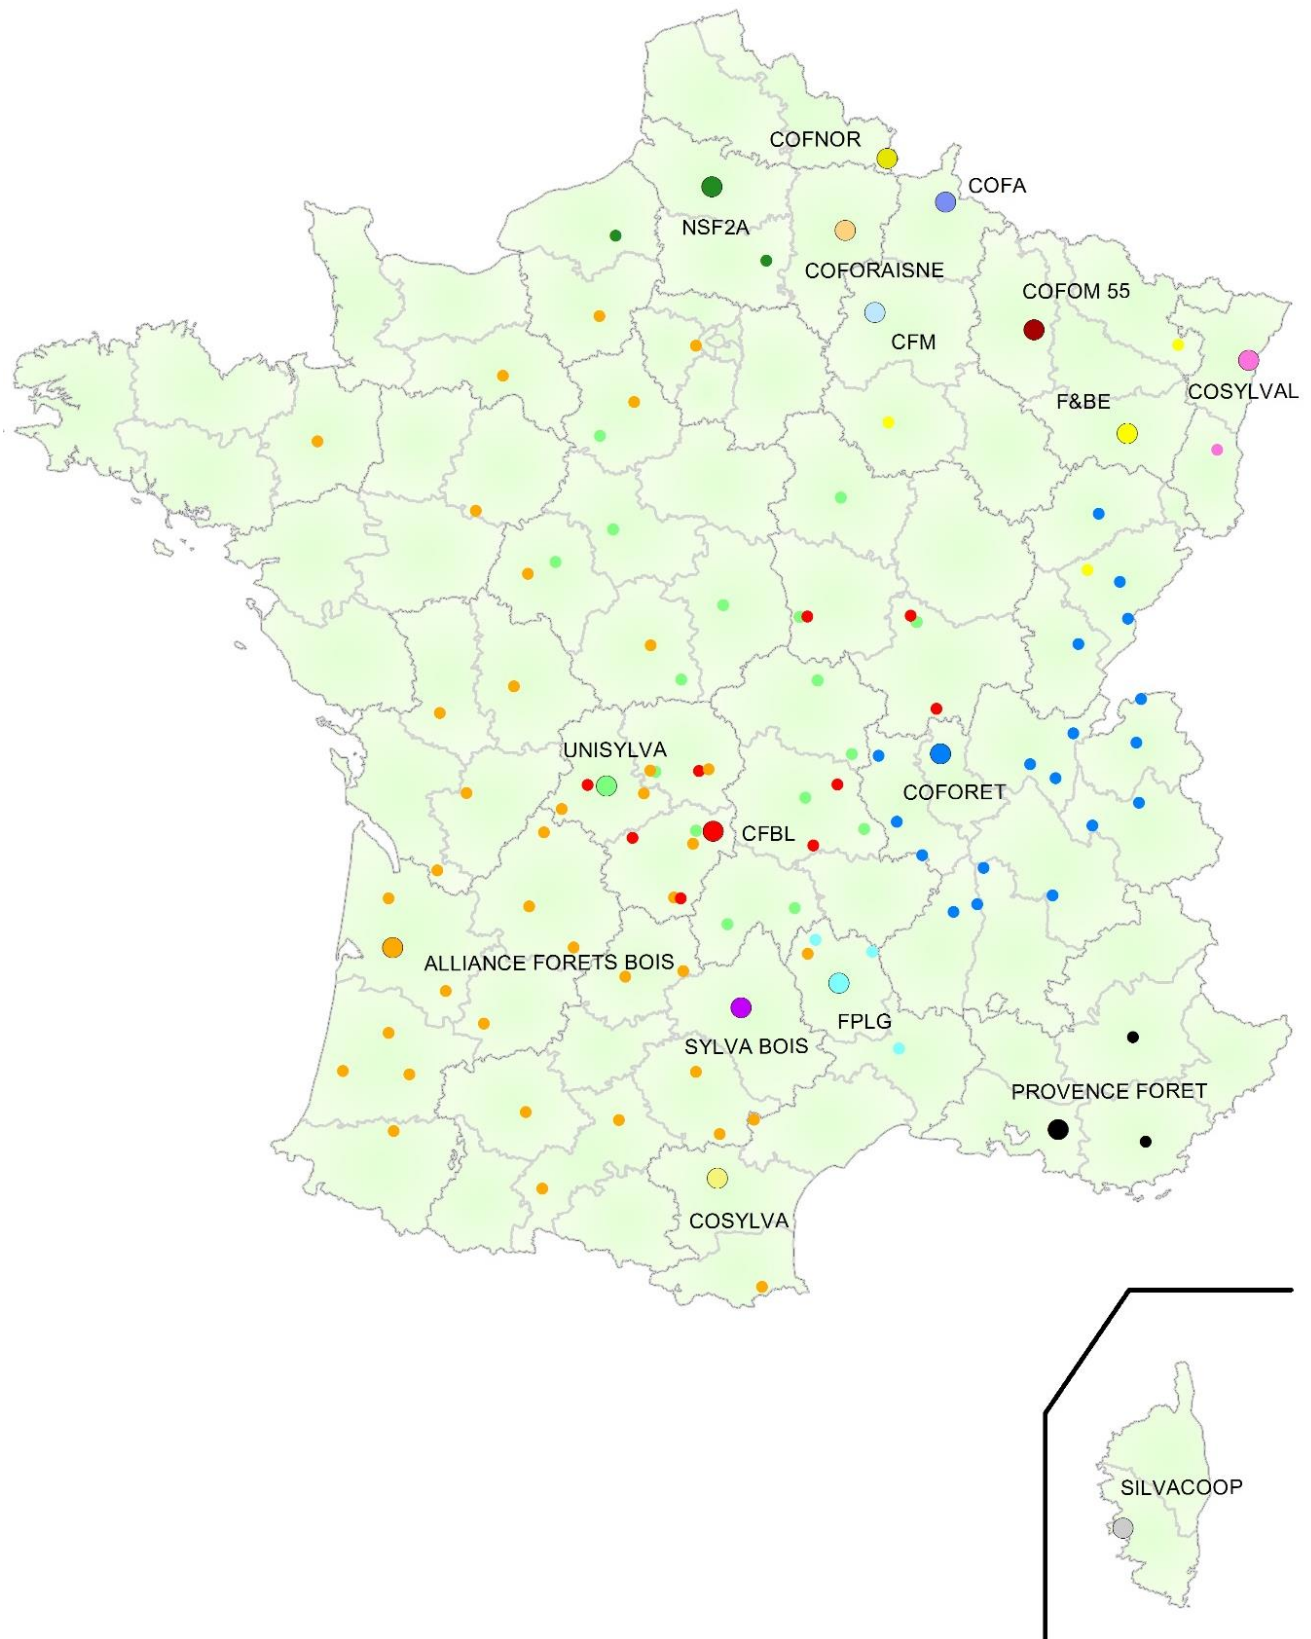 COFNOR
COFA
NSF2A
COFORAISNE
COFOM 55
CFM
COSYLVAL
F&BE
UNISYLVA
COFORET
CFBL
ALLIANCE FORETS BOIS
FPLG
SYLVA BOIS
PROVENCE FORET
COSYLVA
SILVACOOP